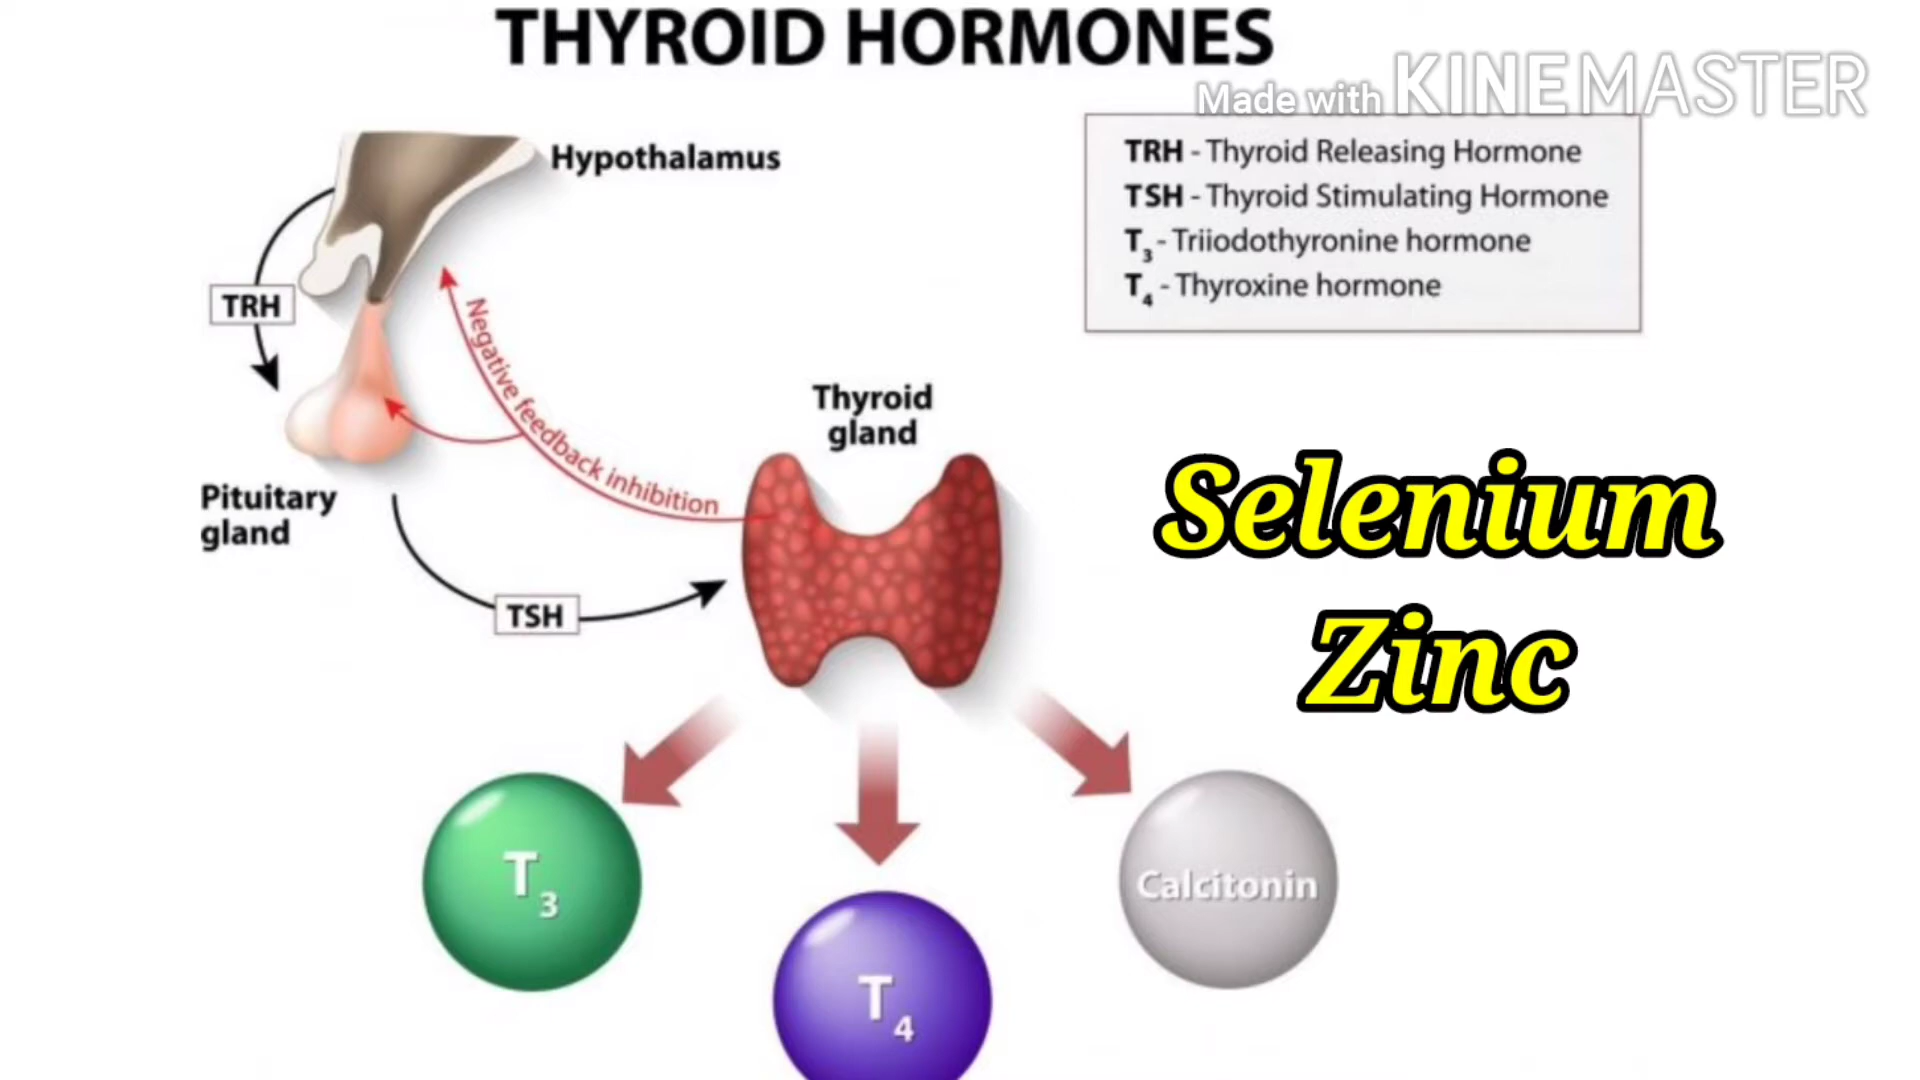 THYROID HORMONES
Made with KINEMASTER
Hypothalamus
TRH - Thyroid Releasing Hormone
TSH - Thyroid Stimulating Hormone
T3 - Triiodothyronine hormone
T4 - Thyroxine hormone
TRH
Negative feedback inhibition
Thyroid
gland
Pituitary
gland
TSH
Selenium
Zinc
T3
T4
Calcitonin